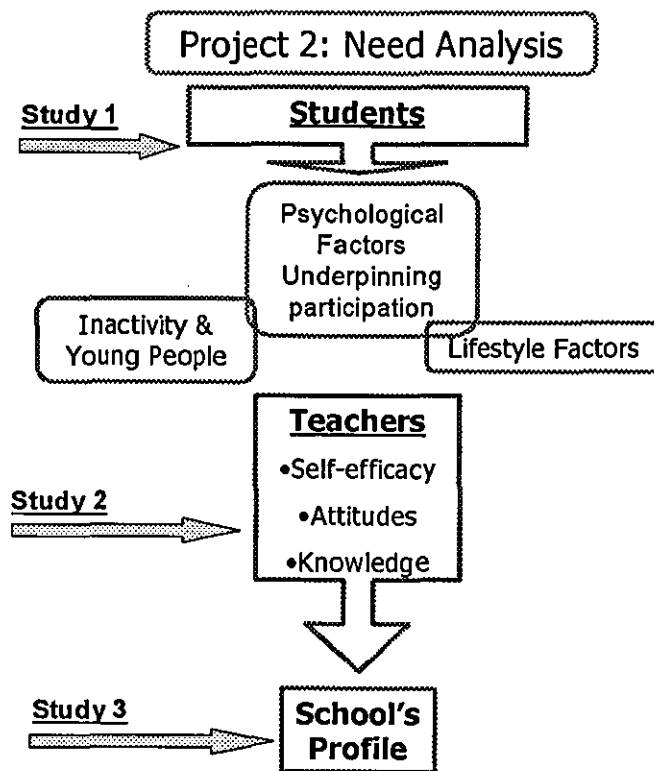 Project 2: Need Analysis
Study 1
Students
Psychological
Factors
Underpinning
participation
Inactivity &
Young People
Lifestyle Factors
Teachers
•Self-efficacy
•Attitudes
•Knowledge
Study 2
Study 3
School's
Profile